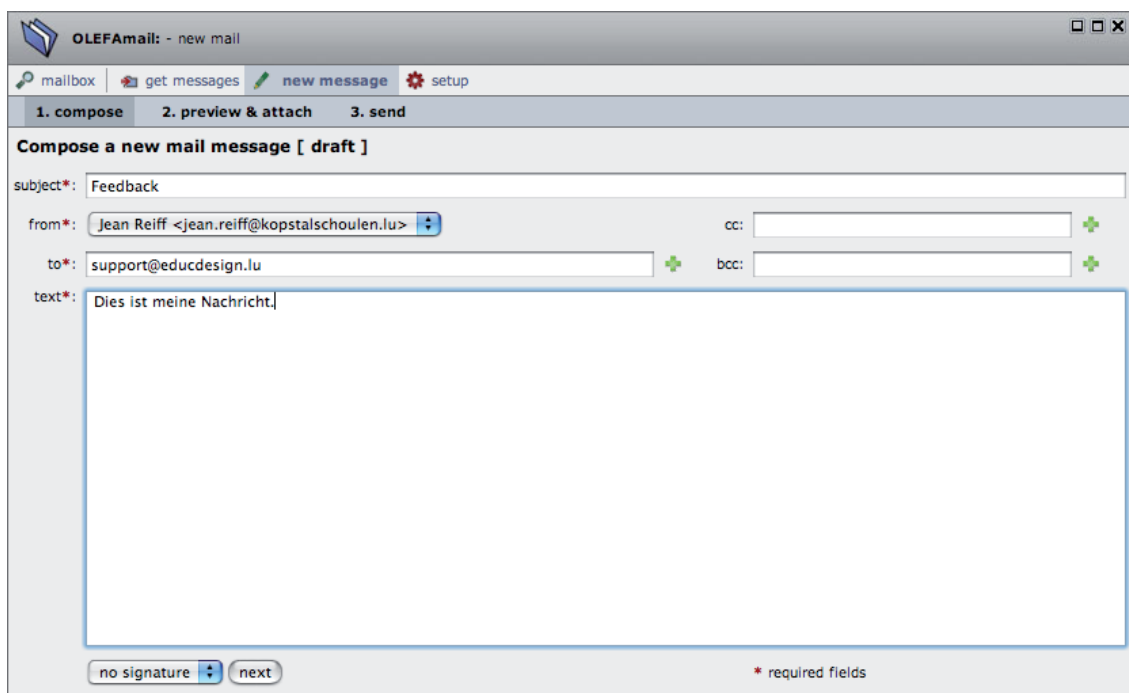 OLEFAmail: - new mail
mailbox get messages new message setup
1. compose 2. preview & attach 3. send
Compose a new mail message [ draft ]
subject*: Feedback
from*: Jean Reiff <jean.reiff@kopstalschoulen.lu> cc:
to*: support@educdesign.lu bcc:
text*: Dies ist meine Nachricht.
no signature next * required fields